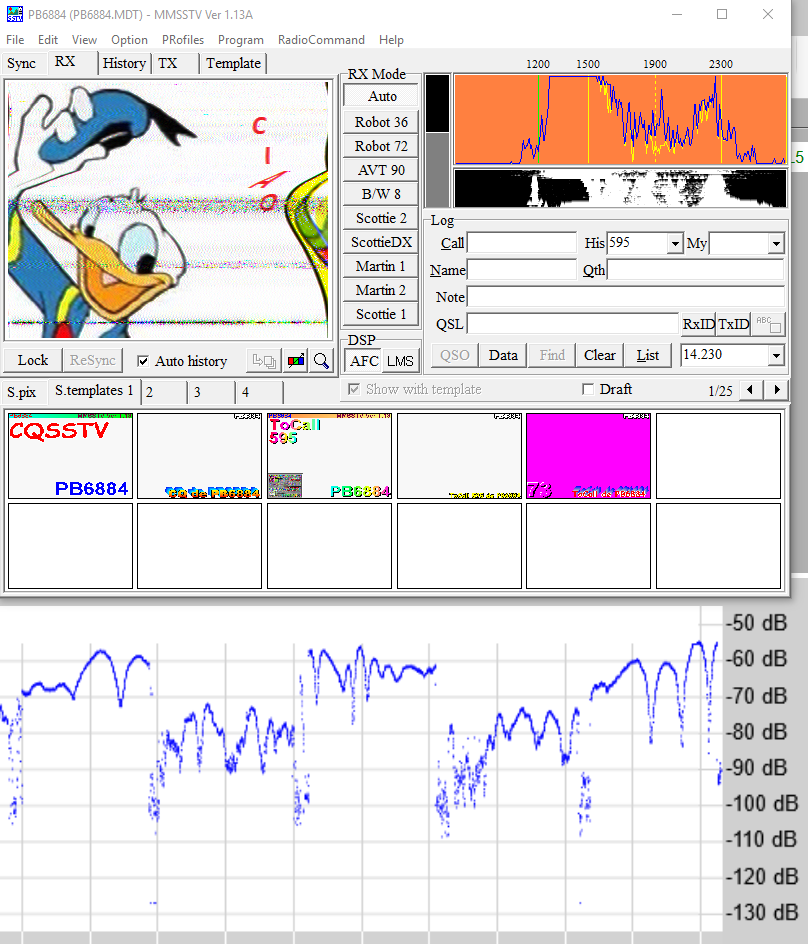 PB6884 (PB6884.MDT) - MMSSTV Ver 1.13A
File Edit View Option PRofiles Program RadioCommand Help
Sync RX History TX Template
CIAO
RX Mode
Auto
Robot 36
Robot 72
AVT 90
B/W 8
Scottie 2
ScottieDX
Martin 1
Martin 2
Scottie 1
DSP
AFC LMS
1200 1500 1900 2300
Log
Call His 595 My
Name Qth
Note
QSL RxID TxID ABC
QSO Data Find Clear List 14.230
Lock ReSync Auto history
Show with template Draft 1/25
S.pix S.templates 1 2 3 4
CQSSTV
PB6884
PB6884
ToCall
595
PB6884
73
-50 dB
-60 dB
-70 dB
-80 dB
-90 dB
-100 dB
-110 dB
-120 dB
-130 dB